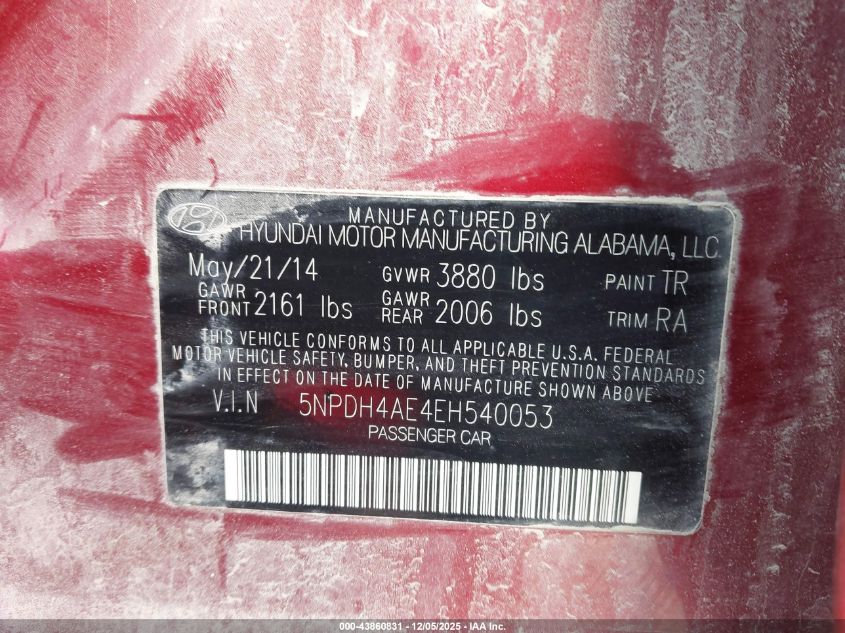 MANUFACTURED BY
HYUNDAI MOTOR MANUFACTURING ALABAMA, LLC.
May/21/14 GVWR 3880 lbs PAINT TR
GAWR FRONT 2161 lbs GAWR REAR 2006 lbs TRIM RA
THIS VEHICLE CONFORMS TO ALL APPLICABLE U.S.A. FEDERAL
MOTOR VEHICLE SAFETY, BUMPER, AND THEFT PREVENTION STANDARDS
IN EFFECT ON THE DATE OF MANUFACTURE SHOWN ABOVE
V.I.N 5NPDH4AE4EH540053
PASSENGER CAR
000-43860831 - 12/05/2025 - IAA Inc.